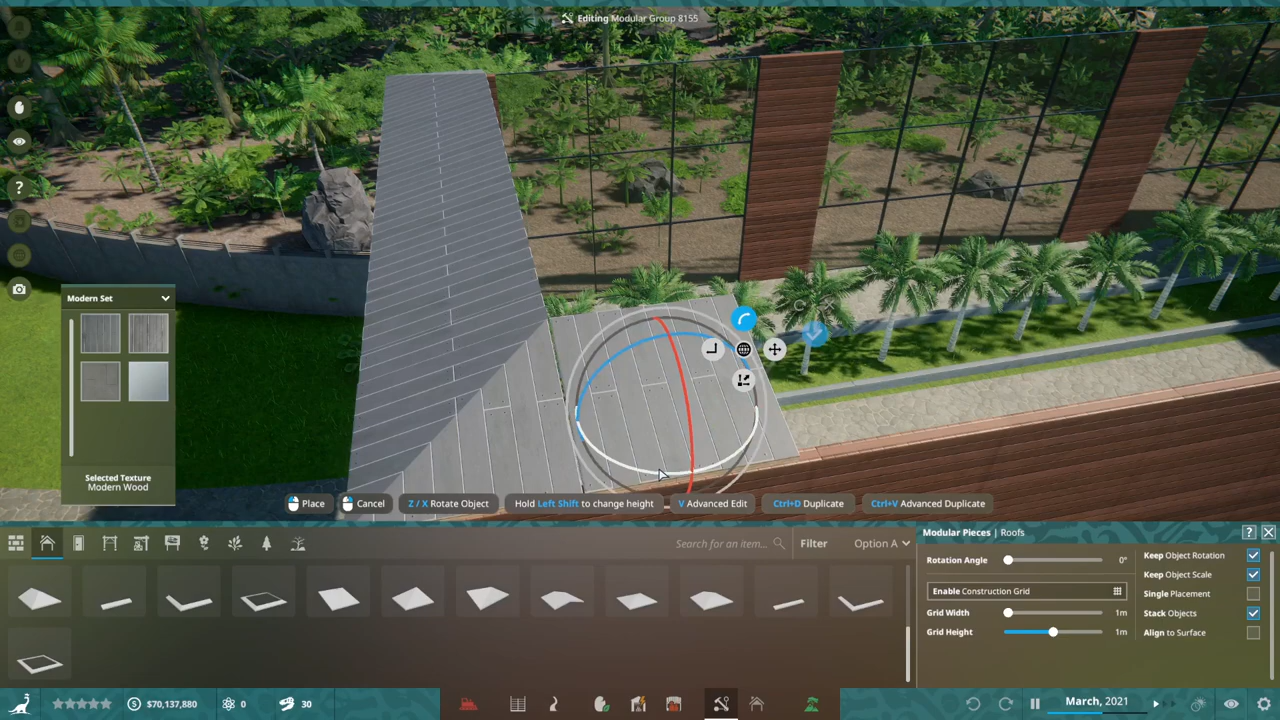 Editing Modular Group 8155
?
Modern Set
Selected Texture
Modern Wood
Place
Cancel
Z / X Rotate Object
Hold Left Shift to change height
V Advanced Edit
Ctrl+D Duplicate
Ctrl+V Advanced Duplicate
Search for an item...
Filter
Option A
Modular Pieces | Roofs
?
Rotation Angle 0°
Keep Object Rotation
Keep Object Scale
Enable Construction Grid
Single Placement
Grid Width 1m
Stack Objects
Grid Height 1m
Align to Surface
$70,137,880
0
30
March, 2021